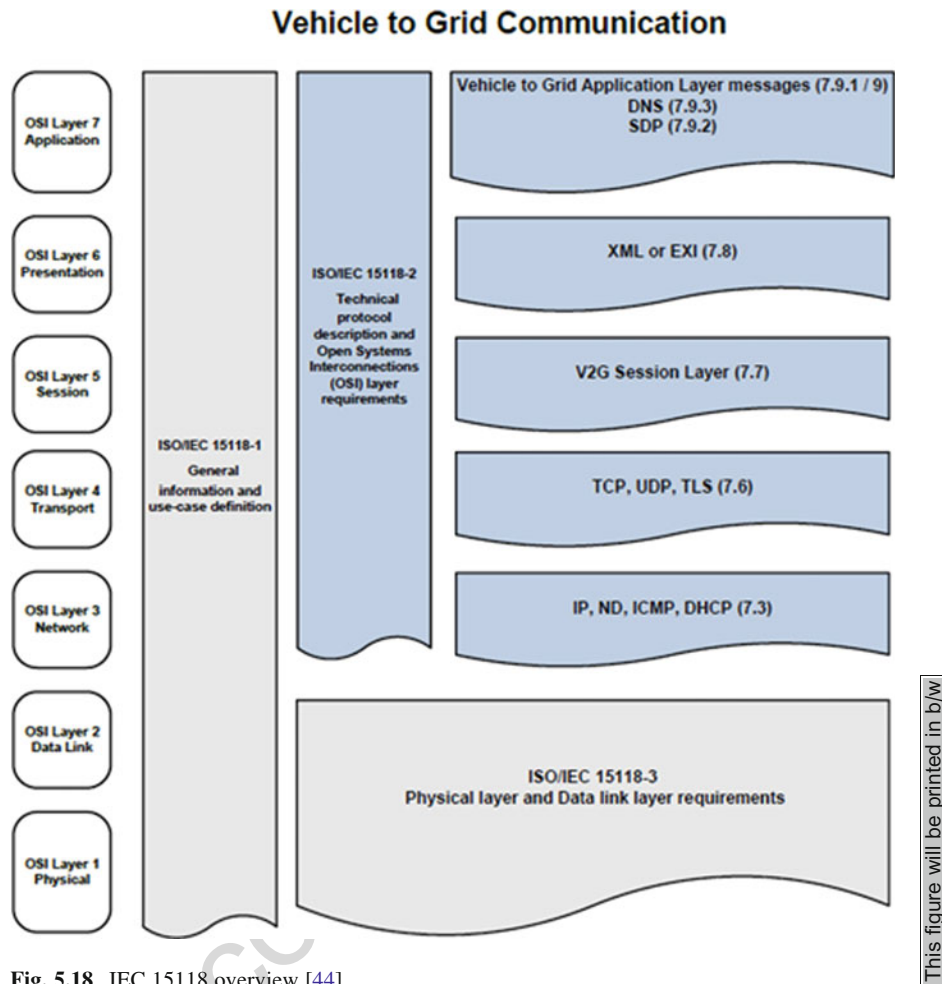 Vehicle to Grid Communication
OSI Layer 7
Application
OSI Layer 6
Presentation
OSI Layer 5
Session
OSI Layer 4
Transport
OSI Layer 3
Network
OSI Layer 2
Data Link
OSI Layer 1
Physical
ISO/IEC 15118-1
General
information and
use-case definition
ISO/IEC 15118-2
Technical
protocol
description and
Open Systems
Interconnections
(OSI) layer
requirements
Vehicle to Grid Application Layer messages (7.9.1 / 9)
DNS (7.9.3)
SDP (7.9.2)
XML or EXI (7.8)
V2G Session Layer (7.7)
TCP, UDP, TLS (7.6)
IP, ND, ICMP, DHCP (7.3)
ISO/IEC 15118-3
Physical layer and Data link layer requirements
This figure will be printed in b/w
Fig. 5.18 IEC 15118 overview [44]